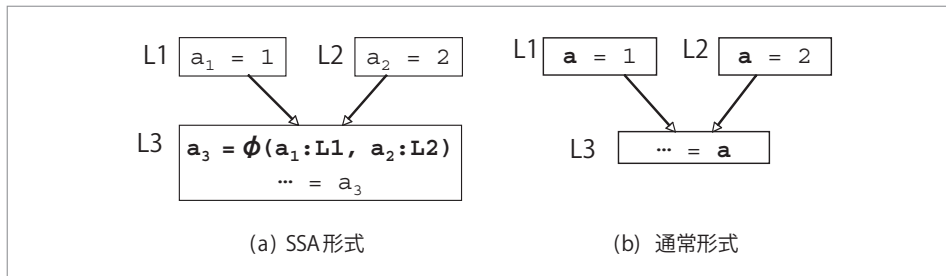 L1 a₁ = 1 L2 a₂ = 2
L3 a₃ = ϕ(a₁:L1, a₂:L2)
… = a₃
(a) SSA形式
L1 a = 1 L2 a = 2
L3 … = a
(b) 通常形式